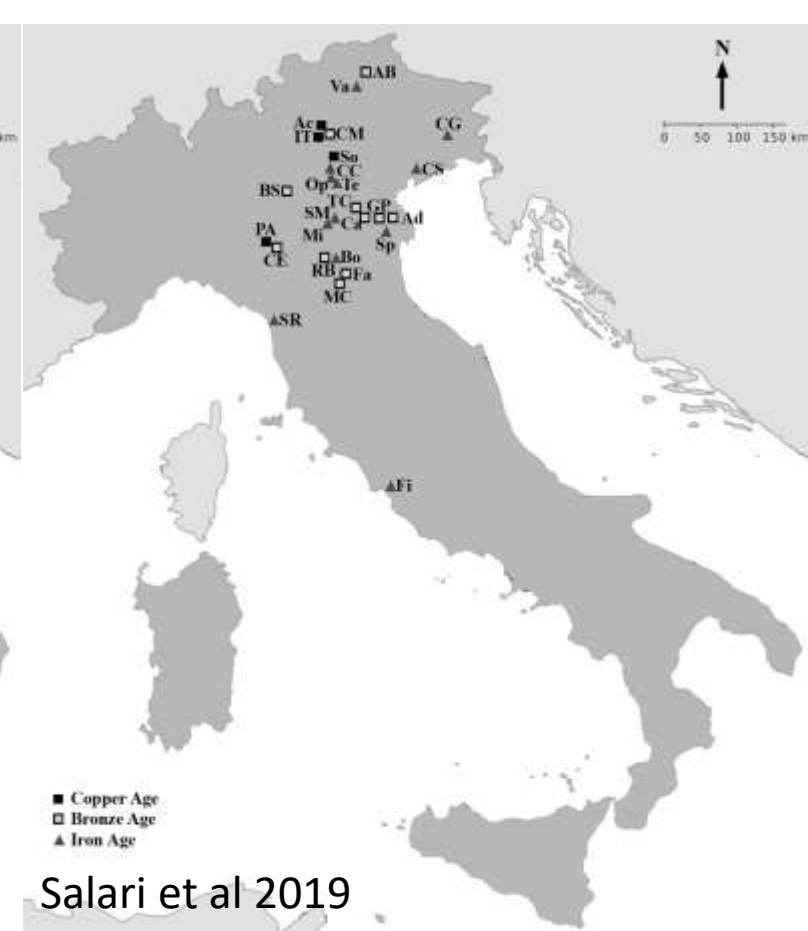 N
km
0 50 100 150 km
AB
Va
Ac
IT CM
CG
So
CC
CS
Op Te
BS
TC
GP
SM
Ad
Ca
Mi
Sp
PA
CE
Bo
RB
Fa
MC
SR
Fi
Copper Age
Bronze Age
Iron Age
Salari et al 2019